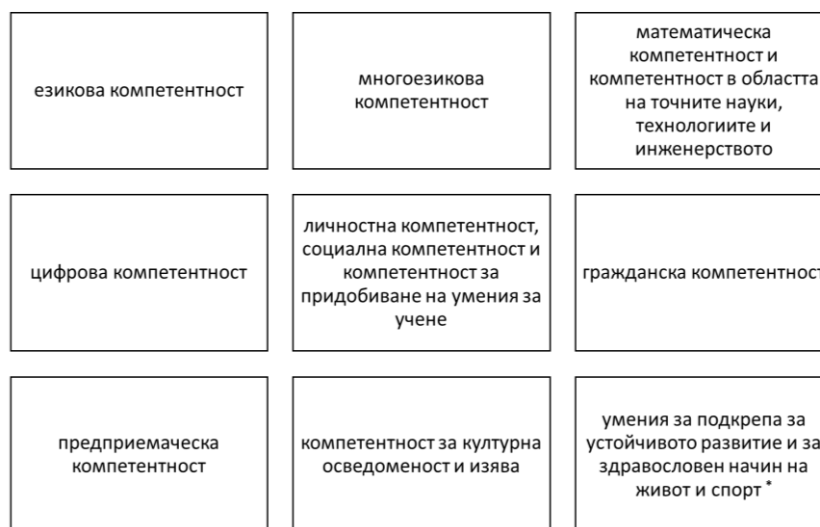 езикова компетентност
многоезикова
компетентност
математическа
компетентност и
компетентност в областта
на точните науки,
технологиите и
инженерството
цифрова компетентност
личностна компетентност,
социална компетентност и
компетентност за
придобиване на умения за
учене
гражданска компетентност
предприемаческа
компетентност
компетентност за културна
осведоменост и изява
умения за подкрепа за
устойчивото развитие и за
здравословен начин на
живот и спорт *